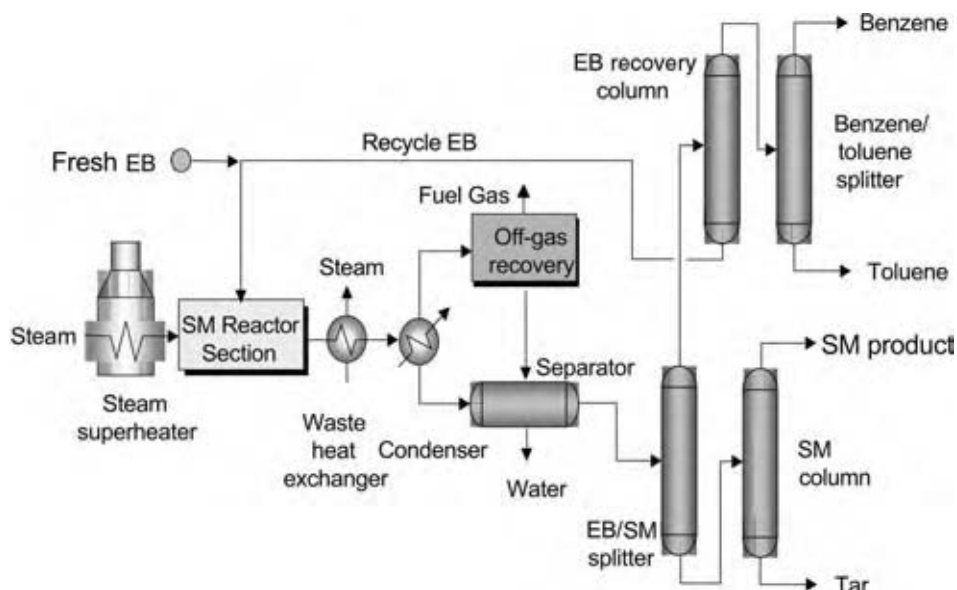 Benzene
EB recovery
column
Benzene/
toluene
splitter
Recycle EB
Fresh EB
Fuel Gas
Off-gas
recovery
Toluene
Steam
Steam
SM Reactor
Section
SM product
Separator
Steam
superheater
Waste
heat
exchanger
Condenser
Water
SM
column
EB/SM
splitter
Tar